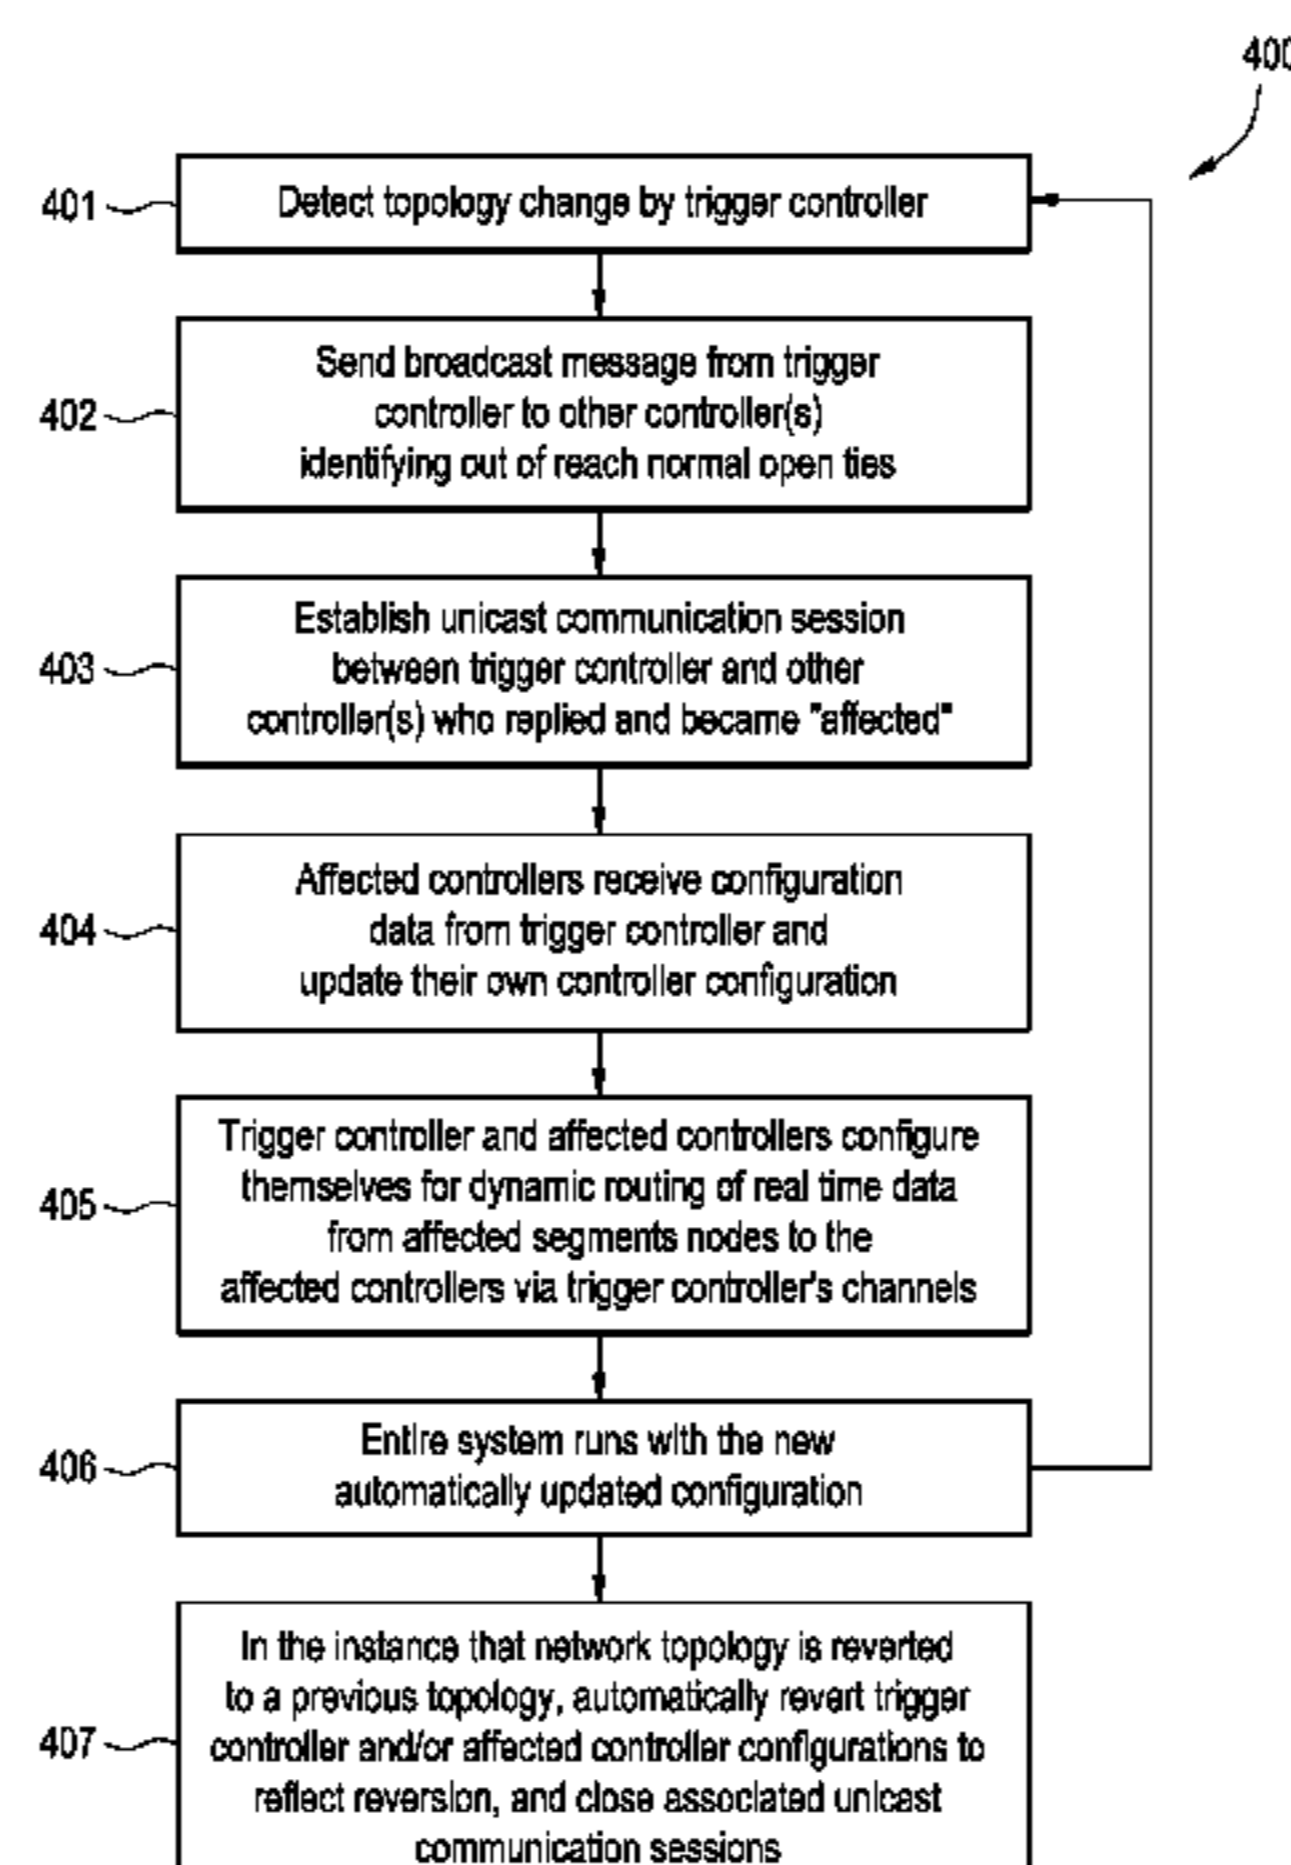 400
401
Detect topology change by trigger controller
402
Send broadcast message from trigger
controller to other controller(s)
identifying out of reach normal open ties
403
Establish unicast communication session
between trigger controller and other
controller(s) who replied and became "affected"
404
Affected controllers receive configuration
data from trigger controller and
update their own controller configuration
405
Trigger controller and affected controllers configure
themselves for dynamic routing of real time data
from affected segments nodes to the
affected controllers via trigger controller's channels
406
Entire system runs with the new
automatically updated configuration
407
In the instance that network topology is reverted
to a previous topology, automatically revert trigger
controller and/or affected controller configurations to
reflect reversion, and close associated unicast
communication sessions